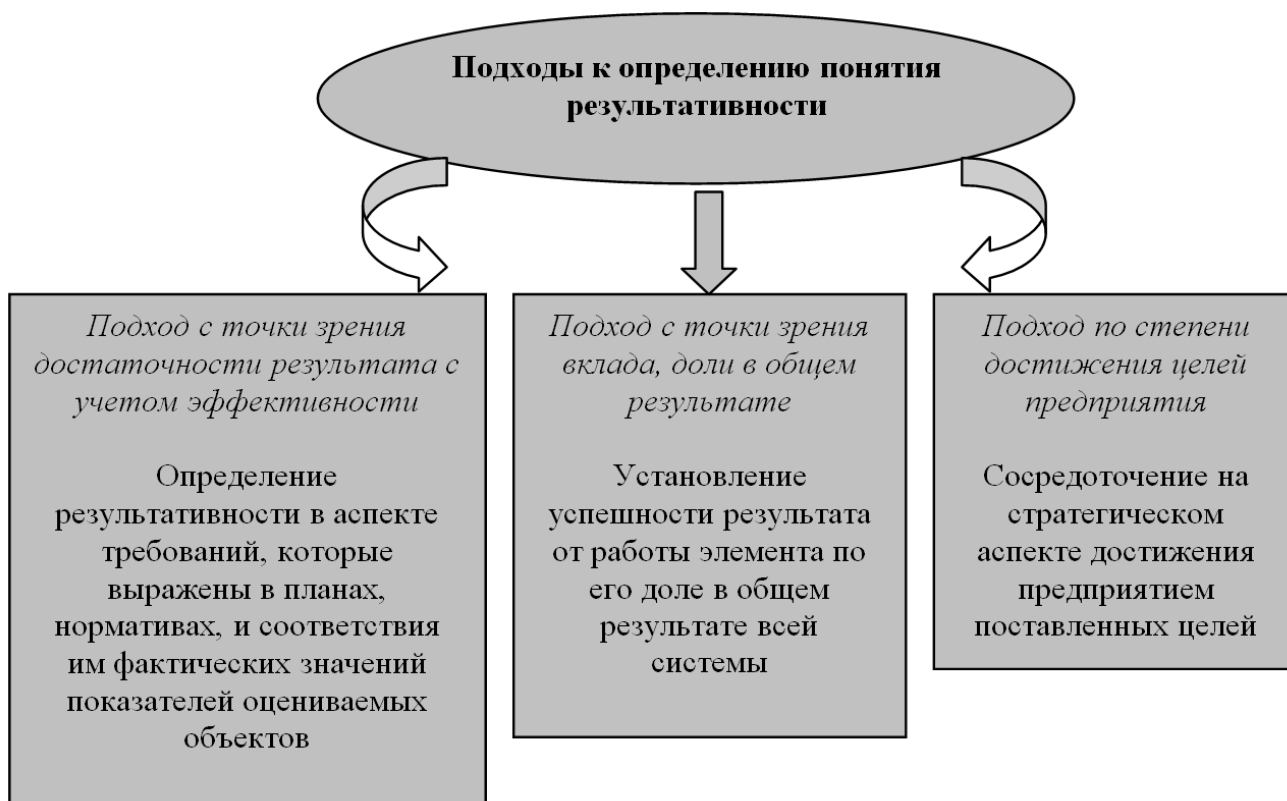 Подходы к определению понятия
результативности
Подход с точки зрения
достаточности результата с
учетом эффективности
Определение
результативности в аспекте
требований, которые
выражены в планах,
нормативах, и соответствия
им фактических значений
показателей оцениваемых
объектов
Подход с точки зрения
вклада, доли в общем
результате
Установление
успешности результата
от работы элемента по
его доле в общем
результате всей
системы
Подход по степени
достижения целей
предприятия
Сосредоточение на
стратегическом
аспекте достижения
предприятием
поставленных целей